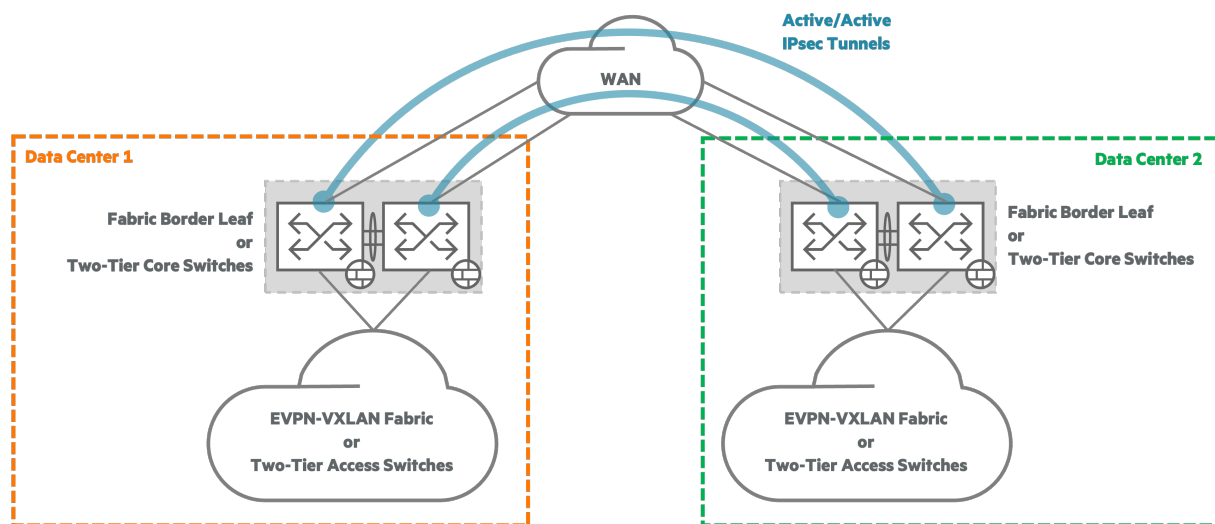 Active/Active
IPsec Tunnels
WAN
Data Center 1
Data Center 2
Fabric Border Leaf
or
Two-Tier Core Switches
Fabric Border Leaf
or
Two-Tier Core Switches
EVPN-VXLAN Fabric
or
Two-Tier Access Switches
EVPN-VXLAN Fabric
or
Two-Tier Access Switches